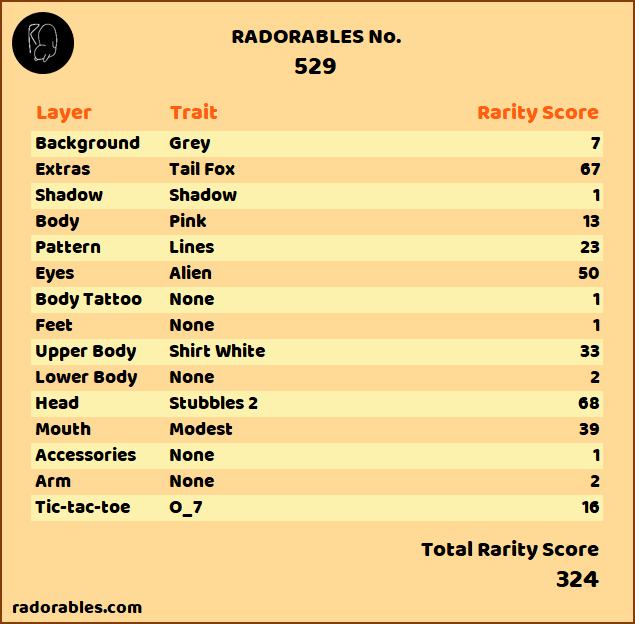 RADORABLES No.
529
Layer Trait Rarity Score
Background Grey 7
Extras Tail Fox 67
Shadow Shadow 1
Body Pink 13
Pattern Lines 23
Eyes Alien 50
Body Tattoo None 1
Feet None 1
Upper Body Shirt White 33
Lower Body None 2
Head Stubbles 2 68
Mouth Modest 39
Accessories None 1
Arm None 2
Tic-tac-toe O_7 16
Total Rarity Score
324
radorables.com